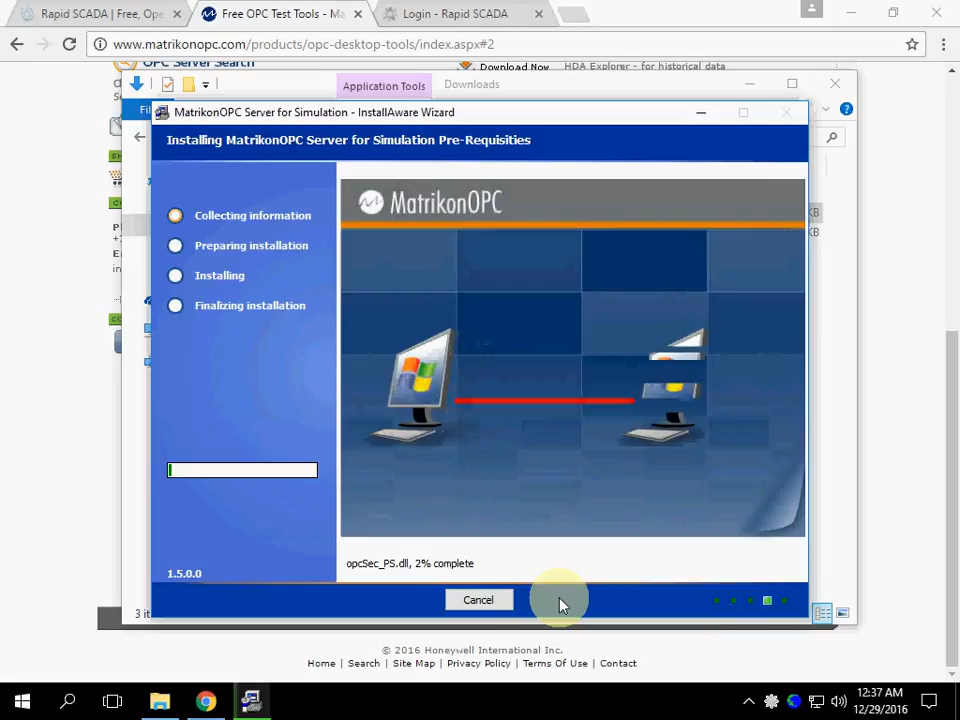 Rapid SCADA | Free, Ope
Free OPC Test Tools - Ma
Login - Rapid SCADA
www.matrikonopc.com/products/opc-desktop-tools/index.aspx#2
OPC Server Search
Download Now
HDA Explorer - for historical data
Application Tools
Downloads
MatrikonOPC Server for Simulation - InstallAware Wizard
Installing MatrikonOPC Server for Simulation Pre-Requisites
Collecting information
Preparing installation
Installing
Finalizing installation
MatrikonOPC
opcSec_PS.dll, 2% complete
1.5.0.0
Cancel
3 it
© 2016 Honeywell International Inc.
Home | Search | Site Map | Privacy Policy | Terms Of Use | Contact
12:37 AM
12/29/2016